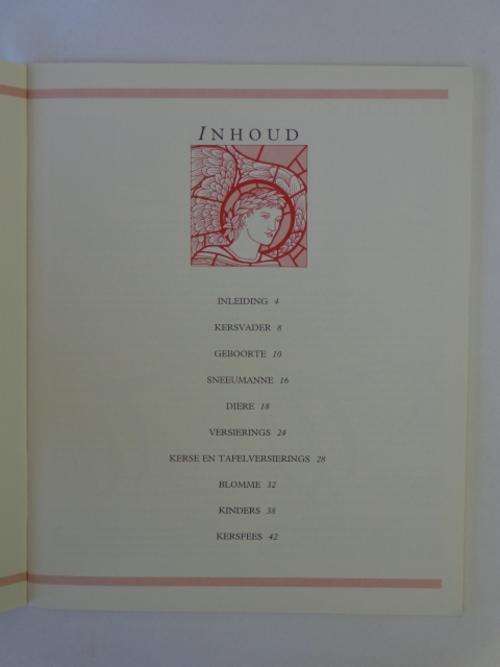 INHOUD
INLEIDING 4
KERSVADER 8
GEBOORTE 10
SNEEUMANNE 16
DIERE 18
VERSIERINGS 24
KERSE EN TAFELVERSIERINGS 28
BLOMME 32
KINDERS 38
KERSFEES 42